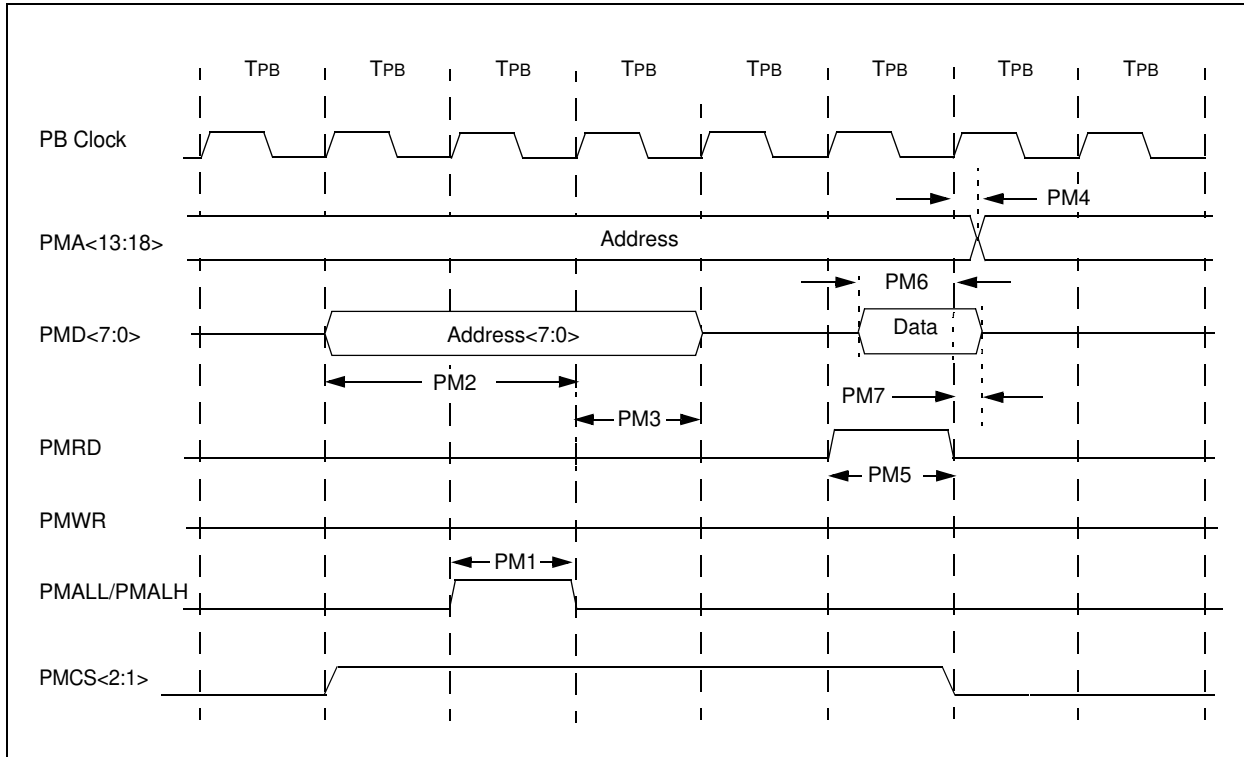 TPB TPB TPB TPB TPB TPB TPB TPB
PB Clock
PM4
PMA<13:18>
Address
PM6
PMD<7:0>
Address<7:0>
Data
PM2
PM7
PM3
PMRD
PM5
PMWR
PM1
PMALL/PMALH
PMCS<2:1>